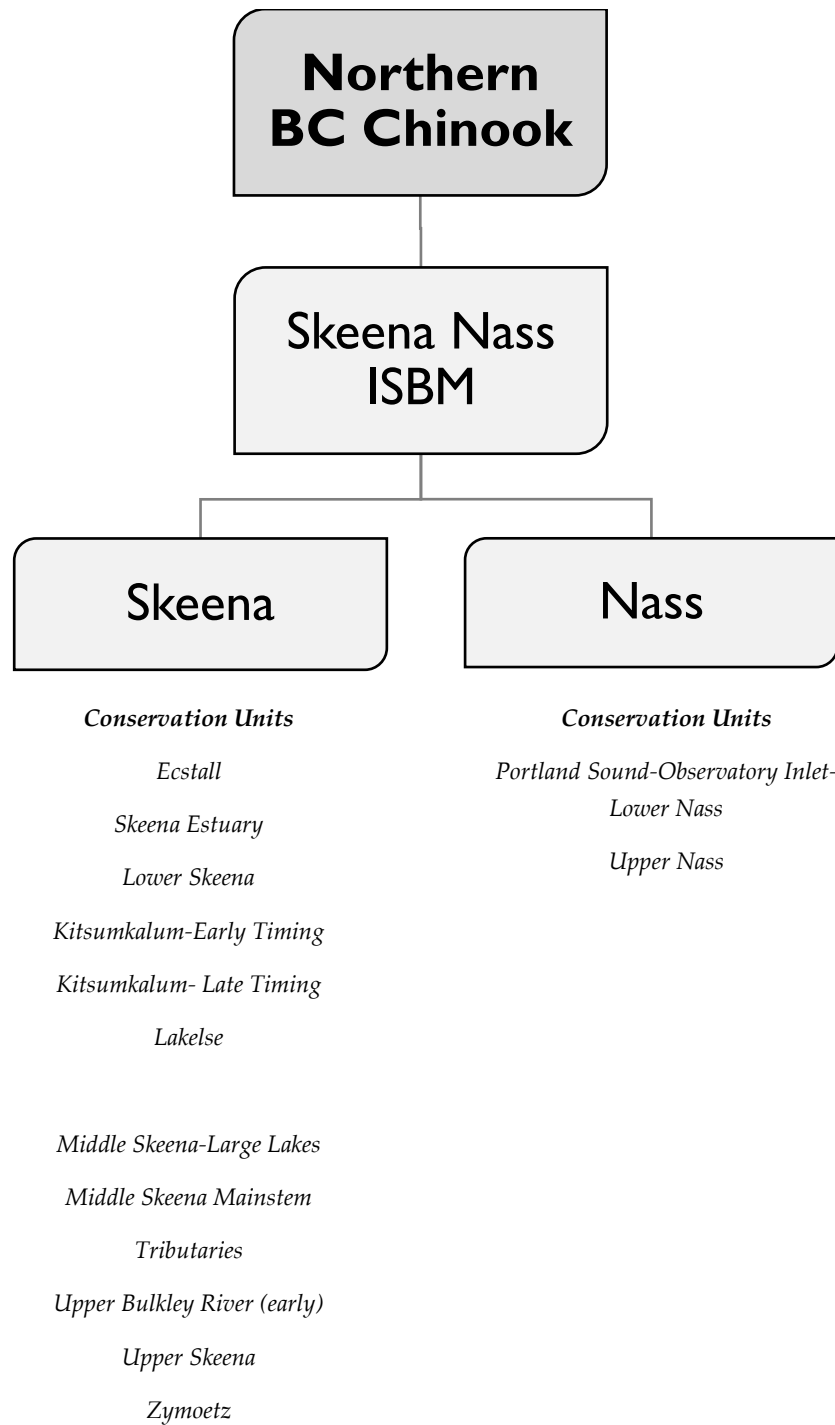 Northern
BC Chinook
Skeena Nass
ISBM
Skeena
Nass
Conservation Units
Ecstall
Skeena Estuary
Lower Skeena
Kitsumkalum-Early Timing
Kitsumkalum- Late Timing
Lakelse
Middle Skeena-Large Lakes
Middle Skeena Mainstem
Tributaries
Upper Bulkley River (early)
Upper Skeena
Zymoetz
Conservation Units
Portland Sound-Observatory Inlet-
Lower Nass
Upper Nass